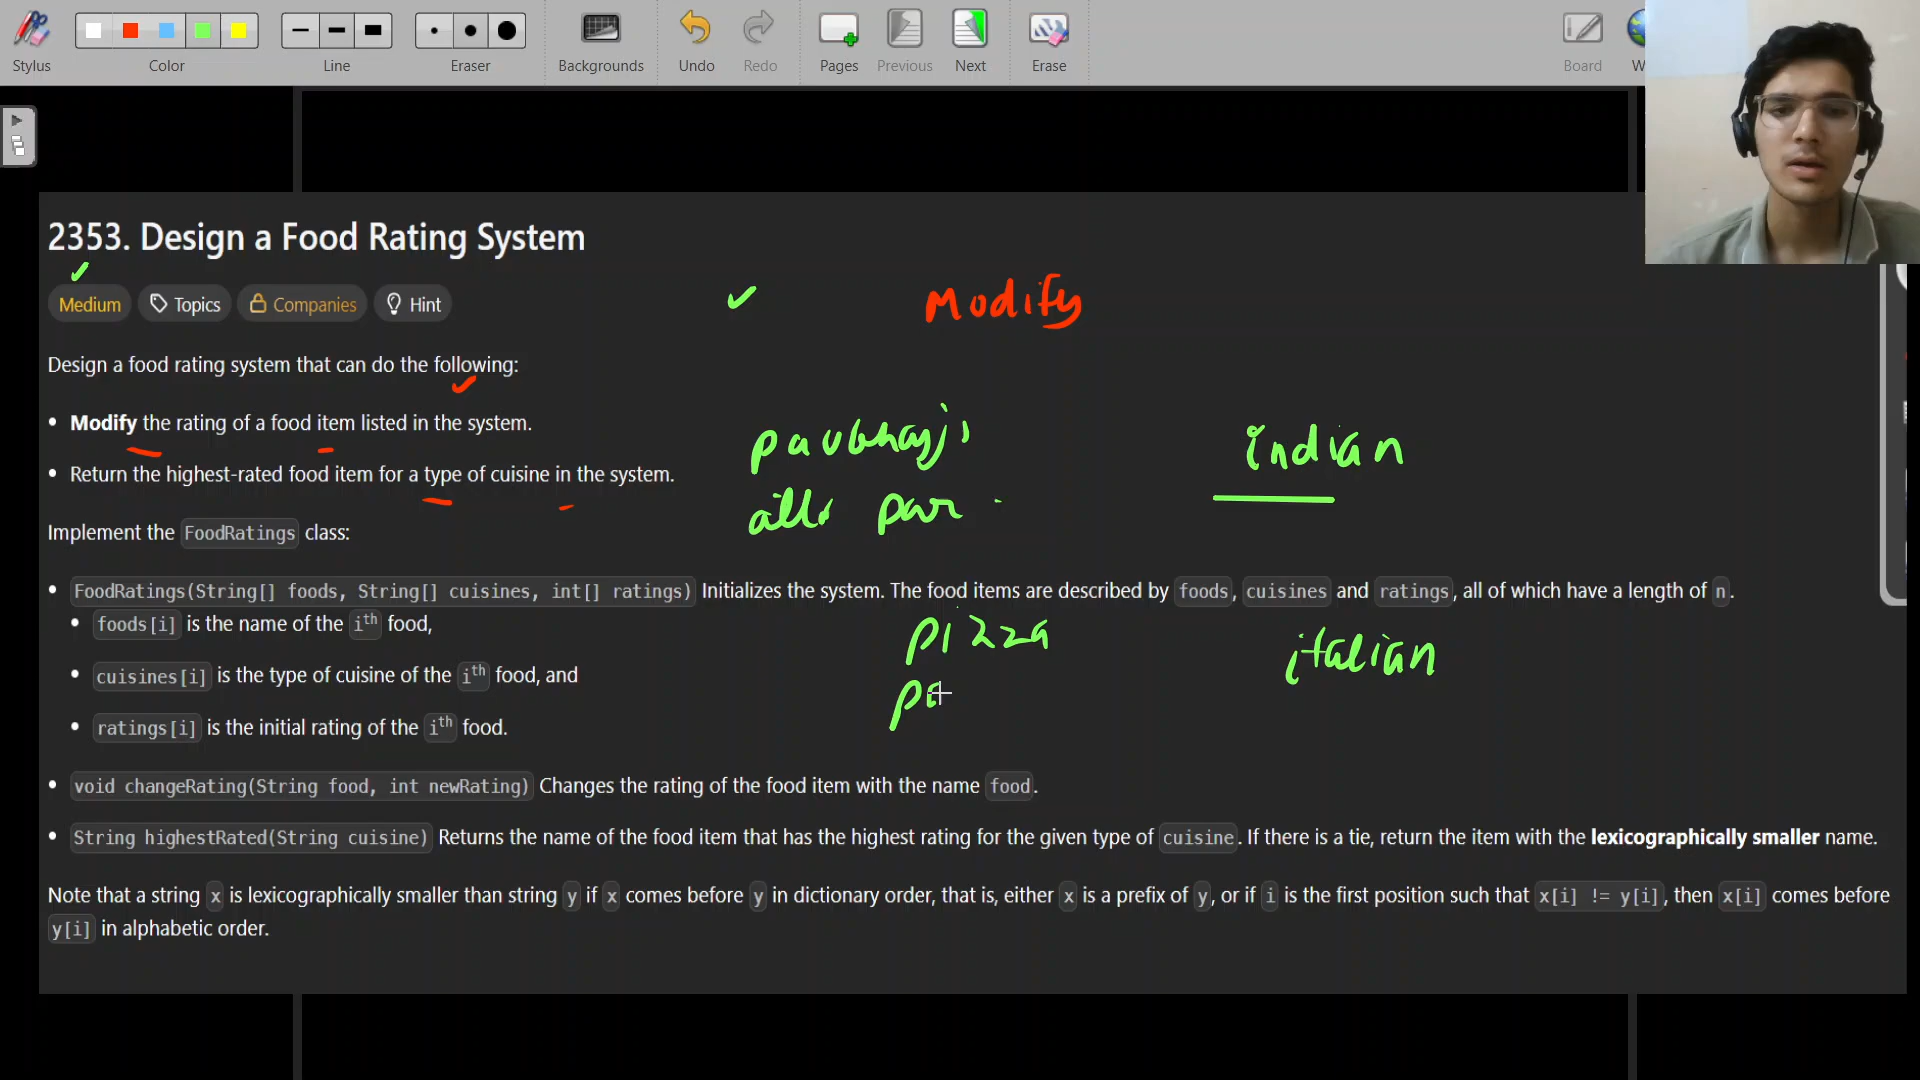 Stylus
Color
Line
Eraser
Backgrounds
Undo
Redo
Pages
Previous
Next
Erase
Board
W
2353. Design a Food Rating System
Medium
Topics
Companies
Hint
Modify
Design a food rating system that can do the following:
• Modify the rating of a food item listed in the system.
• Return the highest-rated food item for a type of cuisine in the system.
pavbhaji
indian
Implement the FoodRatings class:
• FoodRatings(String[] foods, String[] cuisines, int[] ratings) Initializes the system. The food items are described by foods, cuisines and ratings, all of which have a length of n.
• foods[i] is the name of the ith food,
pizza
italian
• cuisines[i] is the type of cuisine of the ith food, and
• ratings[i] is the initial rating of the ith food.
• void changeRating(String food, int newRating) Changes the rating of the food item with the name food.
• String highestRated(String cuisine) Returns the name of the food item that has the highest rating for the given type of cuisine. If there is a tie, return the item with the lexicographically smaller name.
Note that a string x is lexicographically smaller than string y if x comes before y in dictionary order, that is, either x is a prefix of y, or if i is the first position such that x[i] != y[i], then x[i] comes before
y[i] in alphabetic order.